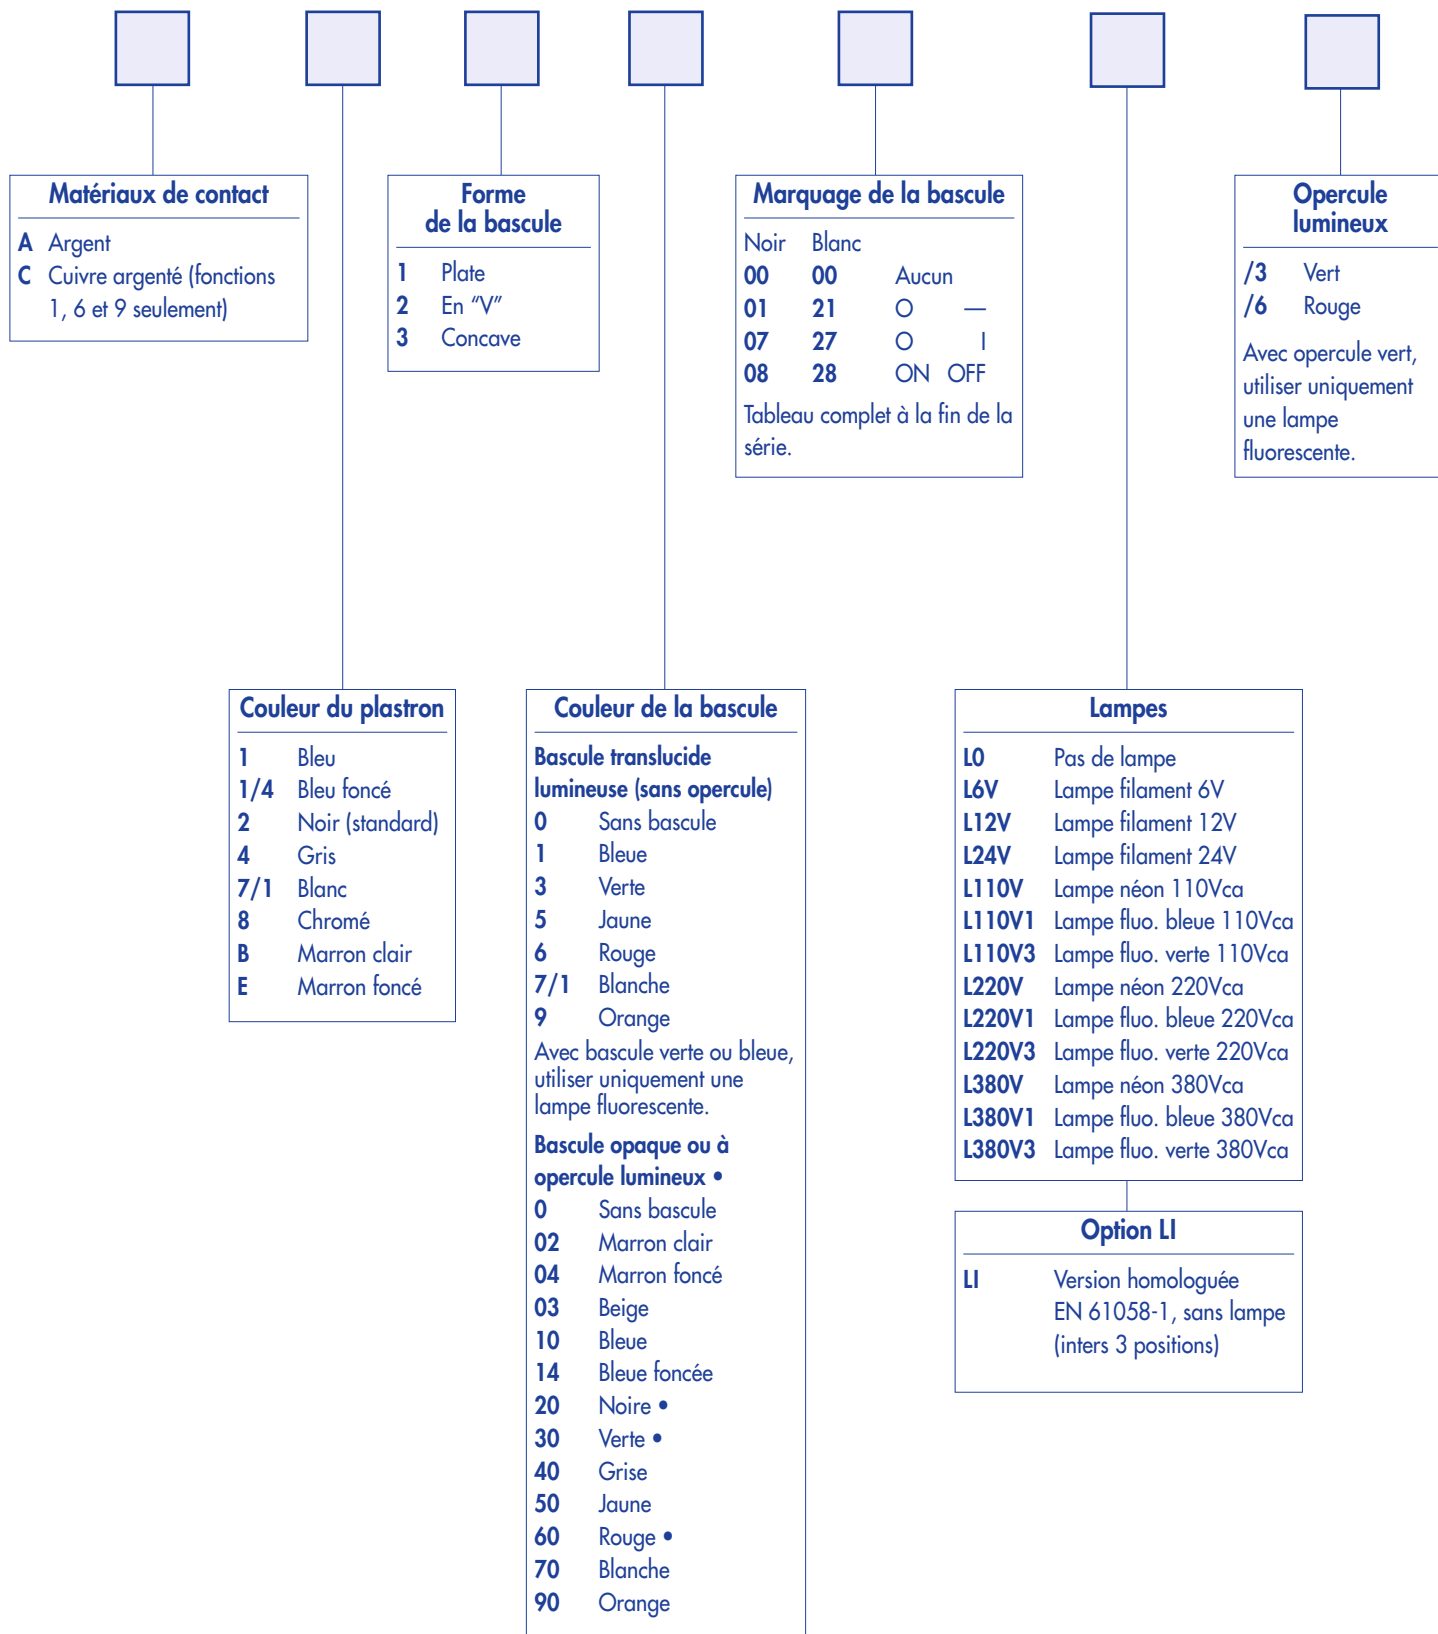 Matériaux de contact
A Argent
C Cuivre argenté (fonctions
1, 6 et 9 seulement)
Forme
de la bascule
1 Plate
2 En “V”
3 Concave
Marquage de la bascule
Noir Blanc
00 00 Aucun
01 21 O —
07 27 O I
08 28 ON OFF
Tableau complet à la fin de la
série.
Opercule
lumineux
/3 Vert
/6 Rouge
Avec opercule vert,
utiliser uniquement
une lampe
fluorescente.
Couleur du plastron
1 Bleu
1/4 Bleu foncé
2 Noir (standard)
4 Gris
7/1 Blanc
8 Chromé
B Marron clair
E Marron foncé
Couleur de la bascule
Bascule translucide
lumineuse (sans opercule)
0 Sans bascule
1 Bleue
3 Verte
5 Jaune
6 Rouge
7/1 Blanche
9 Orange
Avec bascule verte ou bleue,
utiliser uniquement une
lampe fluorescente.
Bascule opaque ou à
opercule lumineux •
0 Sans bascule
02 Marron clair
04 Marron foncé
03 Beige
10 Bleue
14 Bleue foncée
20 Noire •
30 Verte •
40 Grise
50 Jaune
60 Rouge •
70 Blanche
90 Orange
Lampes
L0 Pas de lampe
L6V Lampe filament 6V
L12V Lampe filament 12V
L24V Lampe filament 24V
L110V Lampe néon 110Vca
L110V1 Lampe fluo. bleue 110Vca
L110V3 Lampe fluo. verte 110Vca
L220V Lampe néon 220Vca
L220V1 Lampe fluo. bleue 220Vca
L220V3 Lampe fluo. verte 220Vca
L380V Lampe néon 380Vca
L380V1 Lampe fluo. bleue 380Vca
L380V3 Lampe fluo. verte 380Vca
Option LI
LI Version homologuée
EN 61058-1, sans lampe
(inters 3 positions)